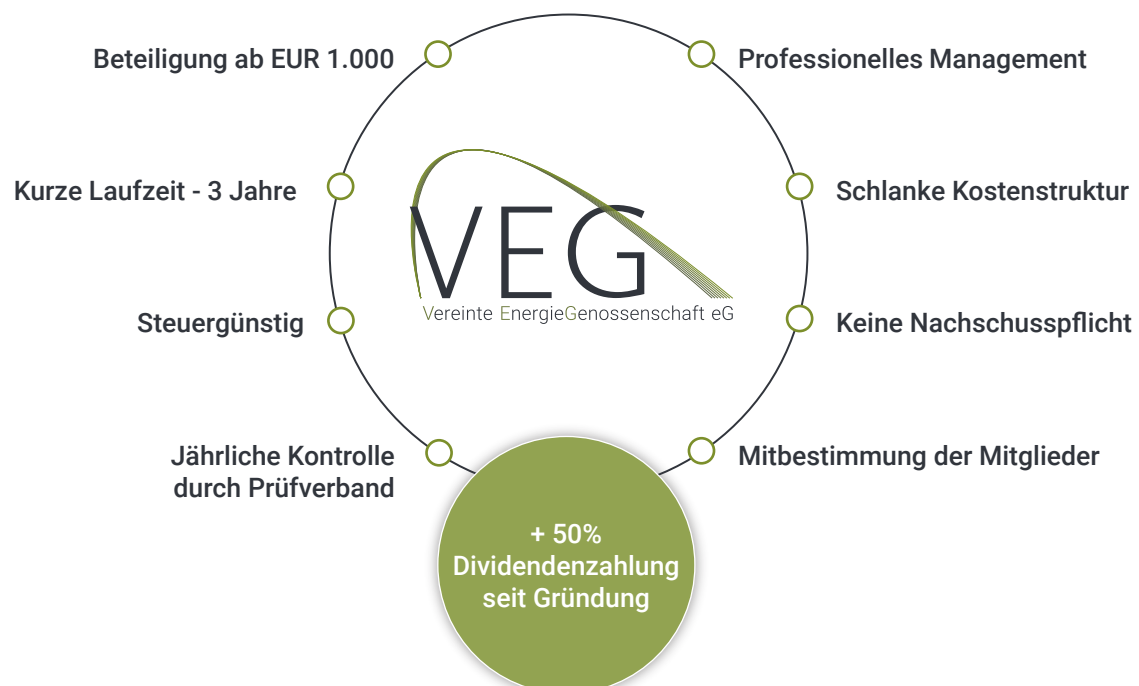 Beteiligung ab EUR 1.000
Professionelles Management
Kurze Laufzeit - 3 Jahre
Schlanke Kostenstruktur
VEG
Vereinte EnergieGenossenschaft eG
Steuergünstig
Keine Nachschusspflicht
Jährliche Kontrolle
durch Prüfverband
Mitbestimmung der Mitglieder
+ 50%
Dividendenzahlung
seit Gründung